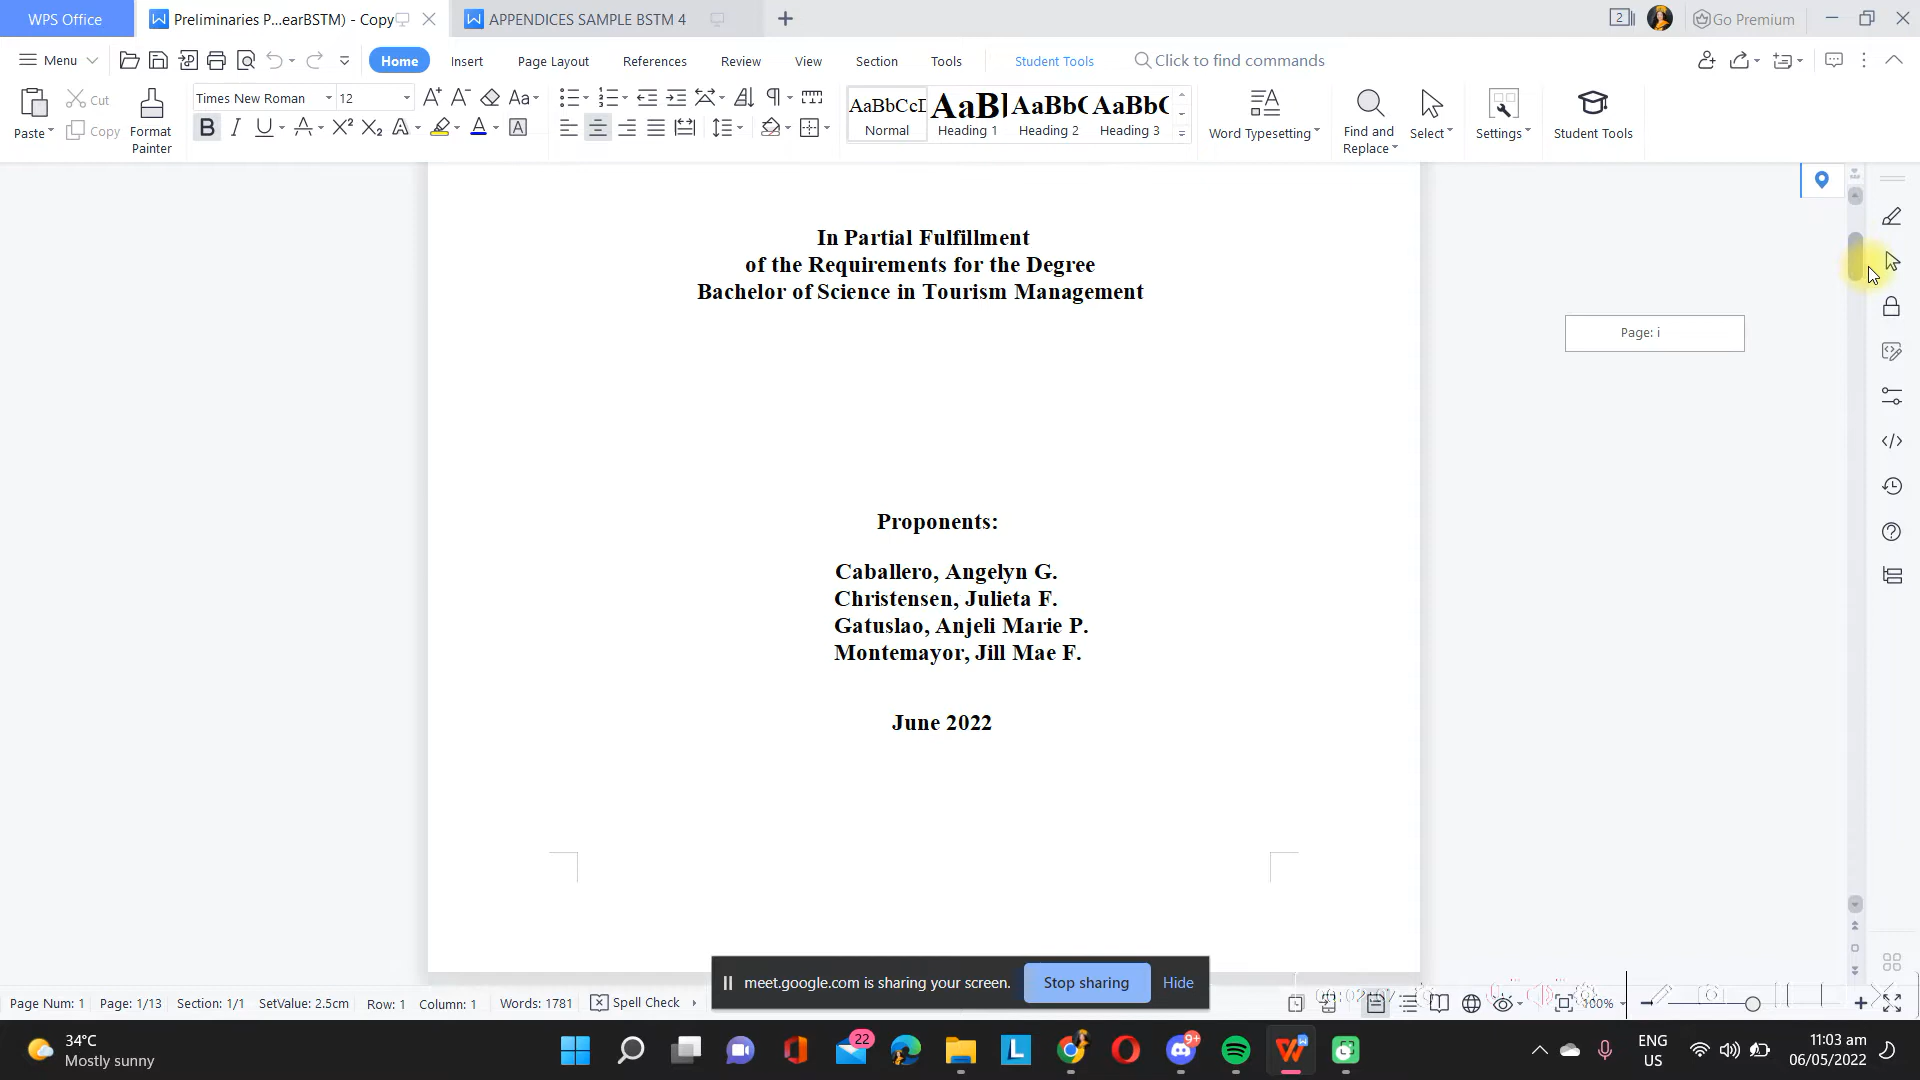 WPS Office
Preliminaries P...earBSTM) - Copy
APPENDICES SAMPLE BSTM 4
2
Go Premium
Menu
Home
Insert
Page Layout
References
Review
View
Section
Tools
Student Tools
Click to find commands
Paste
Cut
Copy
Format
Painter
Times New Roman
12
AaBbCcD
Normal
AaBl
Heading 1
AaBbC
Heading 2
AaBbC
Heading 3
Word Typesetting
Find and
Replace
Select
Settings
Student Tools
In Partial Fulfillment
of the Requirements for the Degree
Bachelor of Science in Tourism Management
Page: i
Proponents:
Caballero, Angelyn G.
Christensen, Julieta F.
Gatuslao, Anjeli Marie P.
Montemayor, Jill Mae F.
June 2022
meet.google.com is sharing your screen.
Stop sharing
Hide
Page Num: 1
Page: 1/13
Section: 1/1
SetValue: 2.5cm
Row: 1
Column: 1
Words: 1781
Spell Check
100%
34°C
Mostly sunny
22
9+
ENG
US
11:03 am
06/05/2022